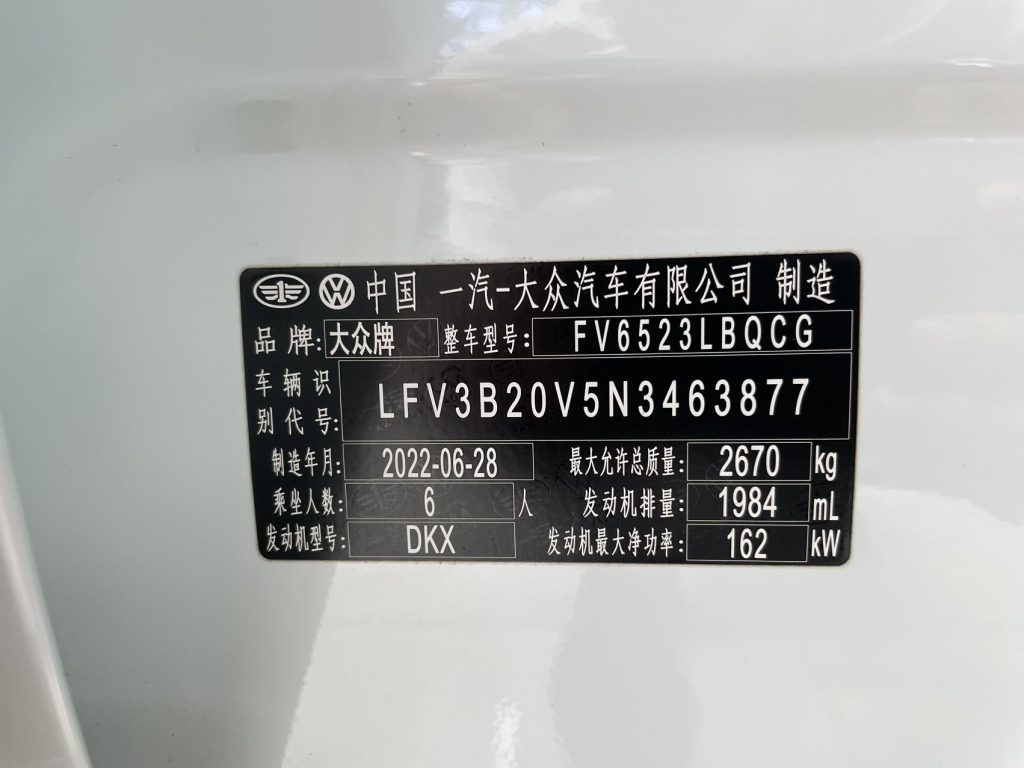 中国 一汽-大众汽车有限公司 制造
品牌: 大众牌 整车型号: FV6523LBQCG
车辆识别代号: LFV3B20V5N3463877
制造年月: 2022-06-28 最大允许总质量: 2670 kg
乘坐人数: 6 人 发动机排量: 1984 mL
发动机型号: DKX 发动机最大净功率: 162 kW